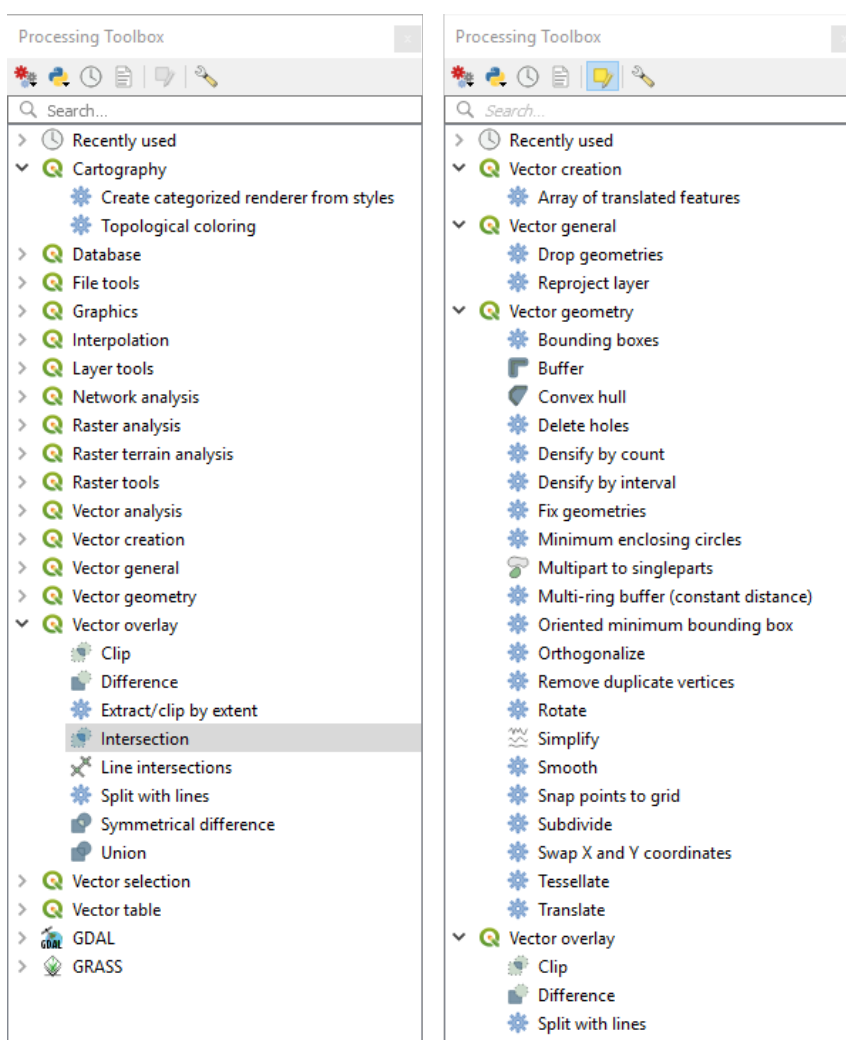 Processing Toolbox
Search...
Recently used
Cartography
Create categorized renderer from styles
Topological coloring
Database
File tools
Graphics
Interpolation
Layer tools
Network analysis
Raster analysis
Raster terrain analysis
Raster tools
Vector analysis
Vector creation
Vector general
Vector geometry
Vector overlay
Clip
Difference
Extract/clip by extent
Intersection
Line intersections
Split with lines
Symmetrical difference
Union
Vector selection
Vector table
GDAL
GRASS
Processing Toolbox
Search...
Recently used
Vector creation
Array of translated features
Vector general
Drop geometries
Reproject layer
Vector geometry
Bounding boxes
Buffer
Convex hull
Delete holes
Densify by count
Densify by interval
Fix geometries
Minimum enclosing circles
Multipart to singleparts
Multi-ring buffer (constant distance)
Oriented minimum bounding box
Orthogonalize
Remove duplicate vertices
Rotate
Simplify
Smooth
Snap points to grid
Subdivide
Swap X and Y coordinates
Tessellate
Translate
Vector overlay
Clip
Difference
Split with lines